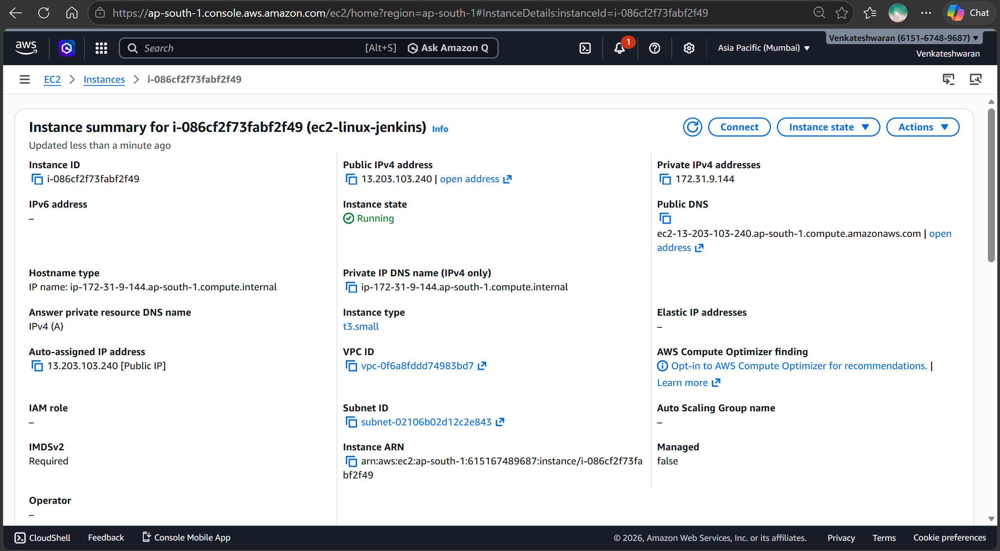 https://ap-south-1.console.aws.amazon.com/ec2/home?region=ap-south-1#InstanceDetails:instanceId=i-086cf2f73fabf2f49
Chat
aws
Search
[Alt+S]
Ask Amazon Q
1
Asia Pacific (Mumbai)
Venkateshwaran (6151-6748-9687)
Venkateshwaran
EC2
Instances
i-086cf2f73fabf2f49
Instance summary for i-086cf2f73fabf2f49 (ec2-linux-jenkins) Info
Updated less than a minute ago
Connect
Instance state
Actions
Instance ID
i-086cf2f73fabf2f49
Public IPv4 address
13.203.103.240 | open address
Private IPv4 addresses
172.31.9.144
IPv6 address
–
Instance state
Running
Public DNS
ec2-13-203-103-240.ap-south-1.compute.amazonaws.com | open
address
Hostname type
IP name: ip-172-31-9-144.ap-south-1.compute.internal
Private IP DNS name (IPv4 only)
ip-172-31-9-144.ap-south-1.compute.internal
Answer private resource DNS name
IPv4 (A)
Instance type
t3.small
Elastic IP addresses
–
Auto-assigned IP address
13.203.103.240 [Public IP]
VPC ID
vpc-0f6a8fddd74983bd7
AWS Compute Optimizer finding
Opt-in to AWS Compute Optimizer for recommendations. |
Learn more
IAM role
–
Subnet ID
subnet-02106b02d12c2e843
Auto Scaling Group name
–
IMDSv2
Required
Instance ARN
arn:aws:ec2:ap-south-1:615167489687:instance/i-086cf2f73fa
bf2f49
Managed
false
Operator
–
CloudShell
Feedback
Console Mobile App
© 2026, Amazon Web Services, Inc. or its affiliates.
Privacy
Terms
Cookie preferences